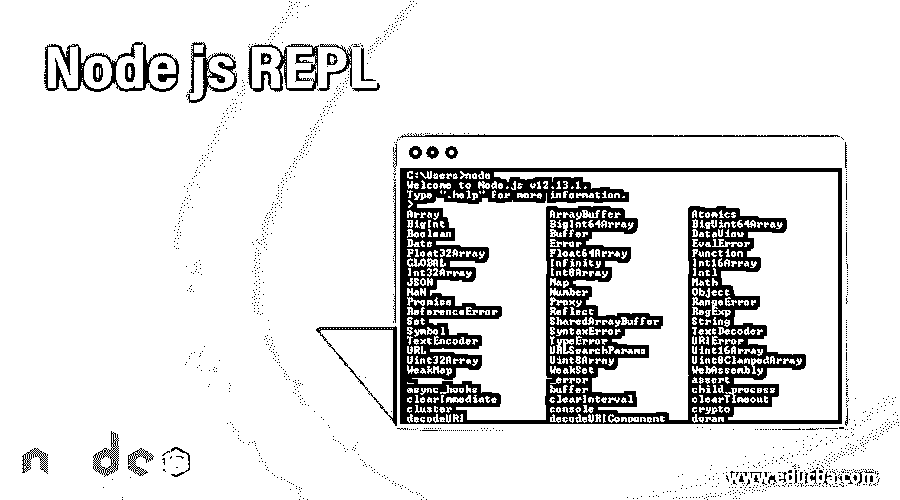 Node js REPL
C:\Users>node
Welcome to Node.js v12.13.1.
Type ".help" for more information.
>
Array ArrayBuffer Atomics
BigInt BigInt64Array BigUint64Array
Boolean Buffer DataView
Date Error EvalError
Float32Array Float64Array Function
GLOBAL Infinity Int16Array
Int32Array Int8Array Intl
JSON Map Math
NaN Number Object
Promise Proxy RangeError
ReferenceError Reflect RegExp
Set SharedArrayBuffer String
Symbol SyntaxError TextDecoder
TextEncoder TypeError URIError
URL URLSearchParams Uint16Array
Uint32Array Uint8Array Uint8ClampedArray
WeakMap WeakSet WebAssembly
_ _error assert
async_hooks buffer child_process
clearImmediate clearInterval clearTimeout
cluster console crypto
decodeURI decodeURIComponent dgram
node
www.educba.com